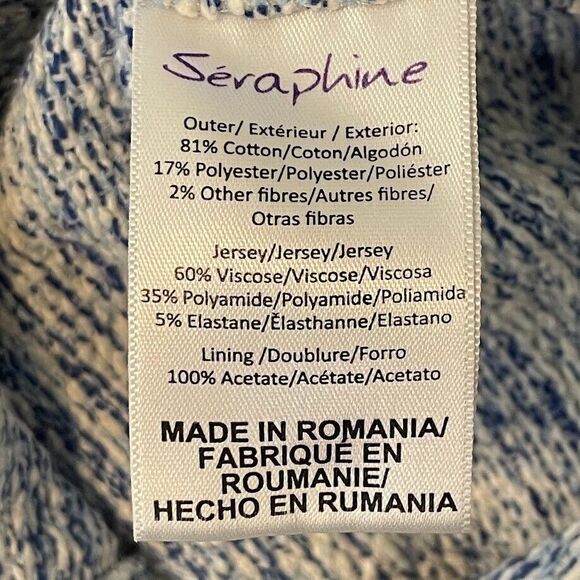 Séraphine
Outer/ Extérieur / Exterior:
81% Cotton/Coton/Algodón
17% Polyester/Polyester/Poliéster
2% Other fibres/Autres fibres/
Otras fibras
Jersey/Jersey/Jersey
60% Viscose/Viscose/Viscosa
35% Polyamide/Polyamide/Poliamida
5% Elastane/Ĕlasthanne/Elastano
Lining /Doublure/Forro
100% Acetate/Acétate/Acetato
MADE IN ROMANIA/
FABRIQUÉ EN
ROUMANIE/
HECHO EN RUMANIA